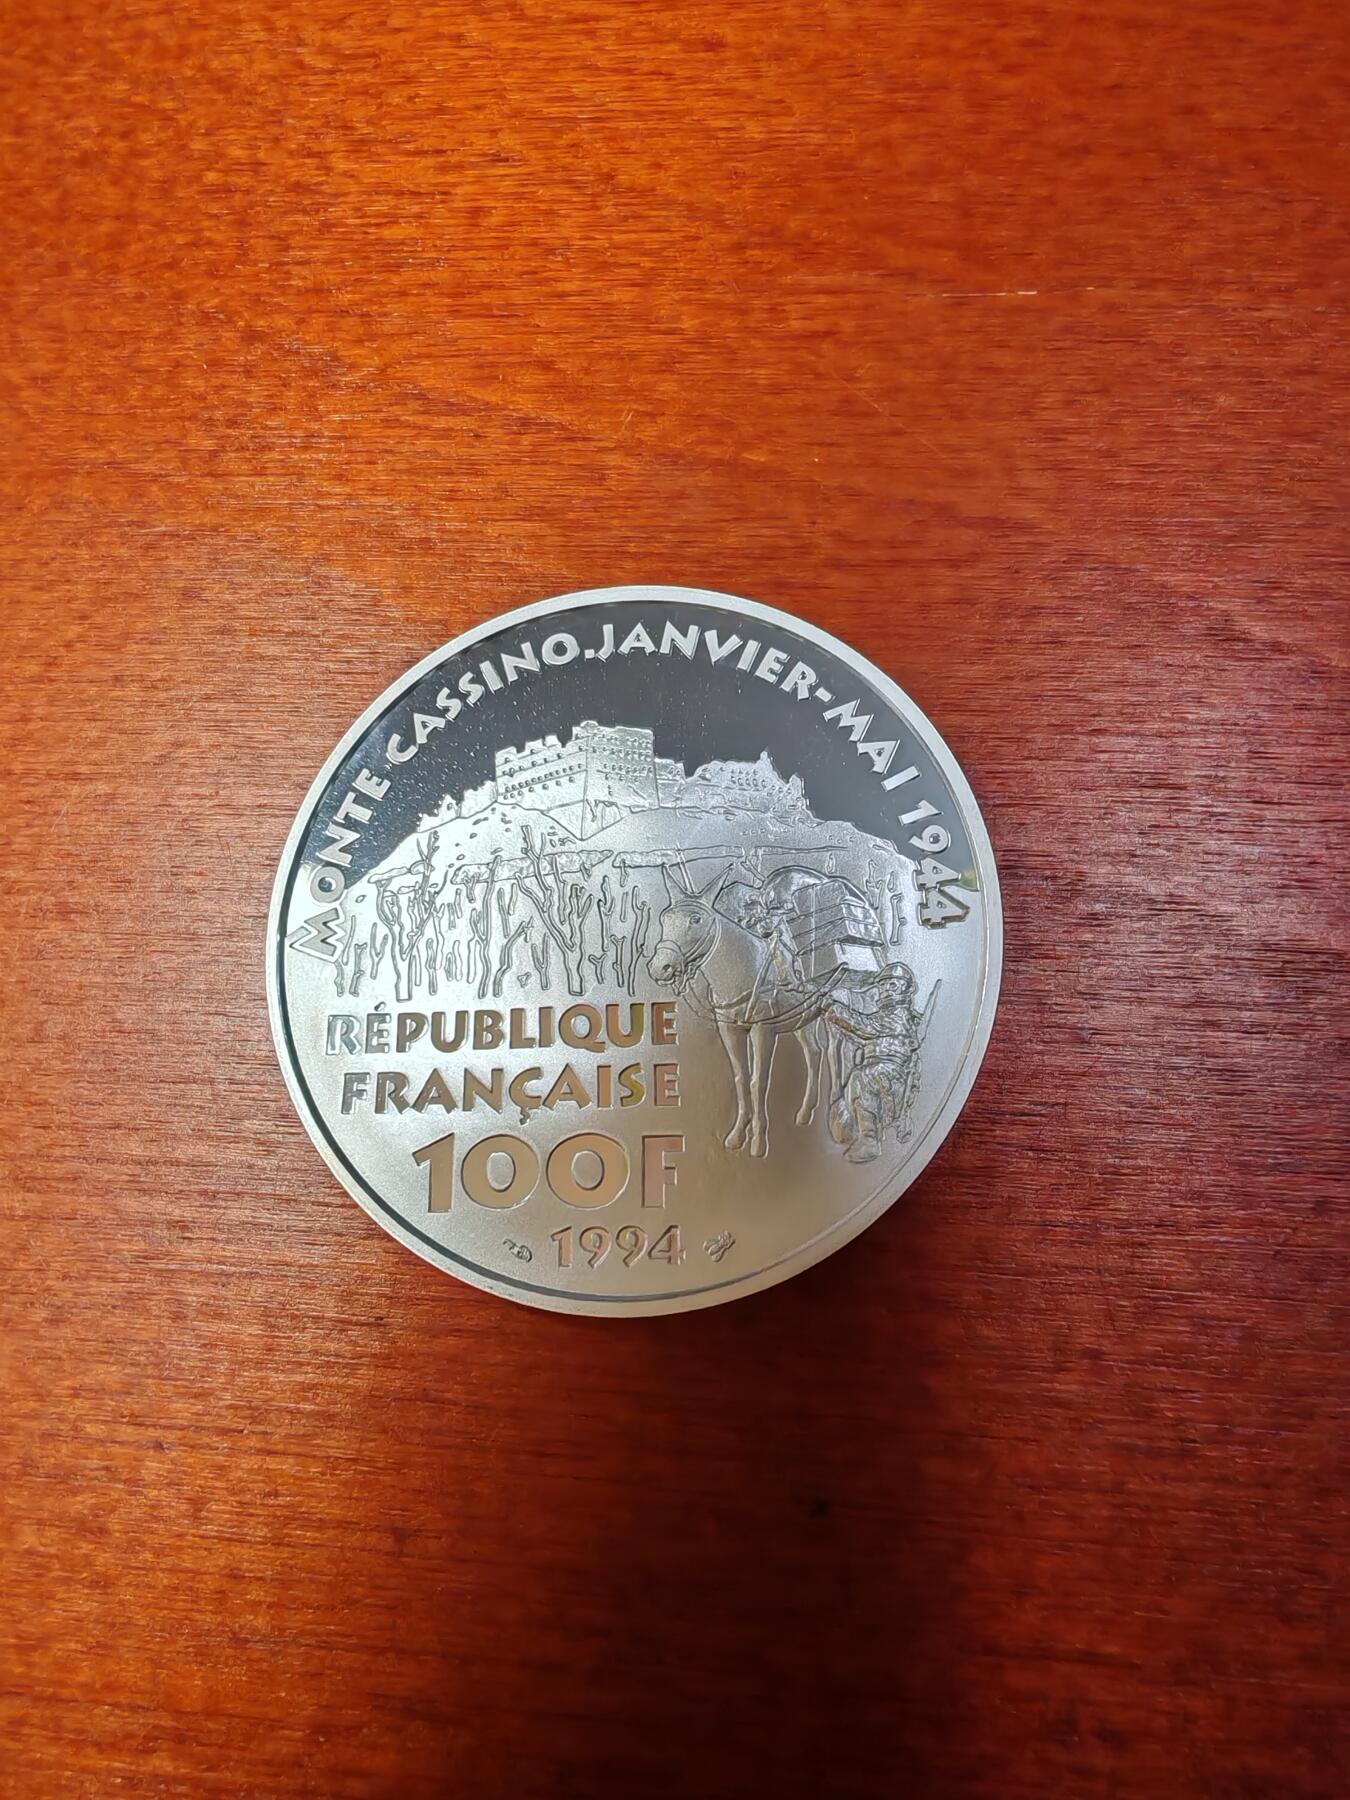 MONTE CASSINO.JANVIER-MAI 1944
RÉPUBLIQUE
FRANÇAISE
100F
1994